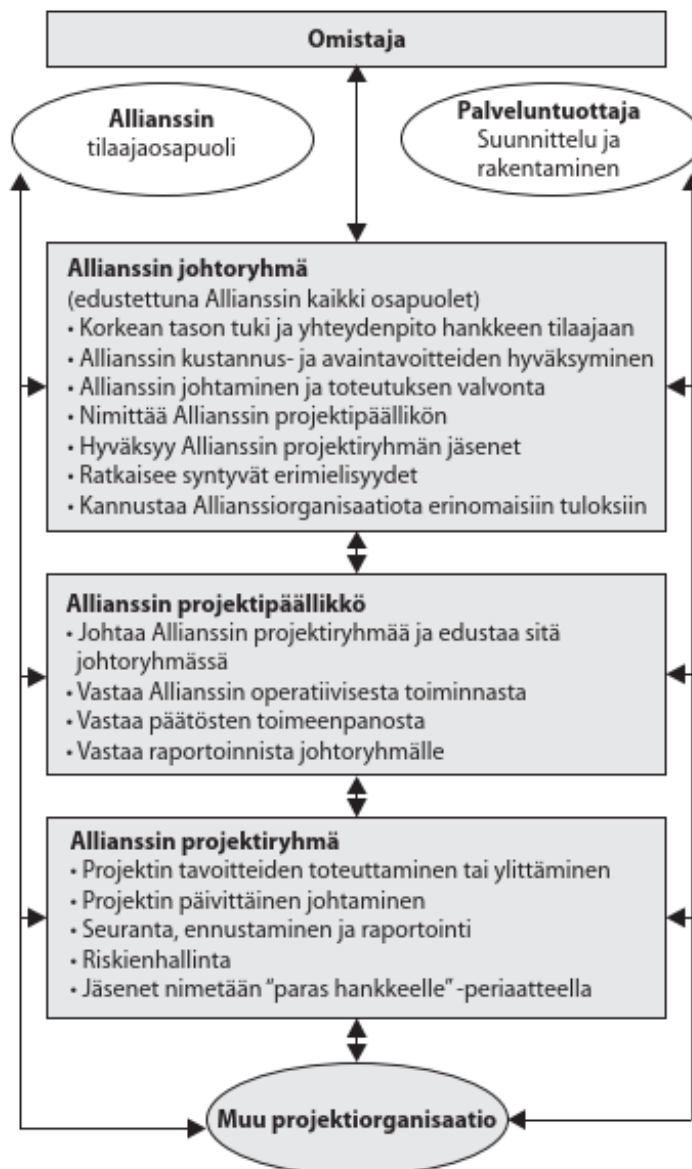 Omistaja
Allianssin
tilaajaosapuoli
Palveluntuottaja
Suunnittelu ja
rakentaminen
Allianssin johtoryhmä
(edustettuna Allianssin kaikki osapuolet)
• Korkean tason tuki ja yhteydenpito hankkeen tilaajaan
• Allianssin kustannus- ja avaintavoitteiden hyväksyminen
• Allianssin johtaminen ja toteutuksen valvonta
• Nimittää Allianssin projektipäällikön
• Hyväksyy Allianssin projektiryhmän jäsenet
• Ratkaisee syntyvät erimielisyydet
• Kannustaa Allianssiorganisaatiota erinomaisiin tuloksiin
Allianssin projektipäällikkö
• Johtaa Allianssin projektiryhmää ja edustaa sitä
johtoryhmässä
• Vastaa Allianssin operatiivisesta toiminnasta
• Vastaa päätösten toimeenpanosta
• Vastaa raportoinnista johtoryhmälle
Allianssin projektiryhmä
• Projektin tavoitteiden toteuttaminen tai ylittäminen
• Projektin päivittäinen johtaminen
• Seuranta, ennustaminen ja raportointi
• Riskienhallinta
• Jäsenet nimetään ”paras hankkeelle” -periaatteella
Muu projektiorganisaatio